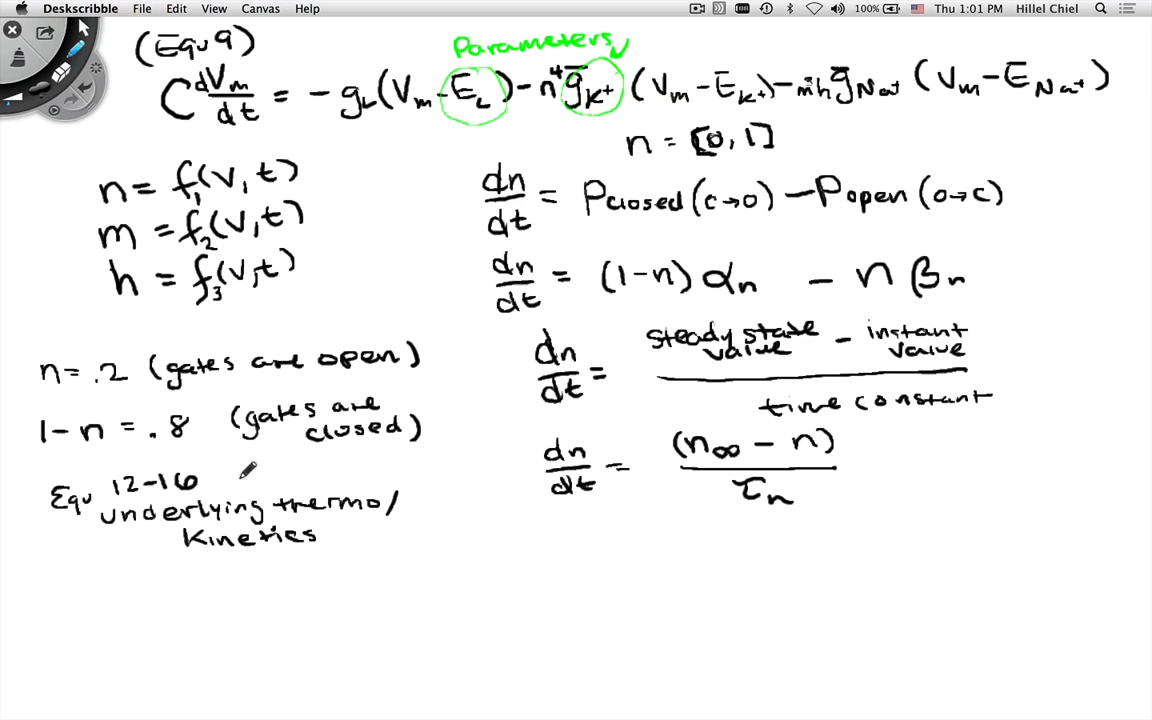 Deskscribble File Edit View Canvas Help 100% Thu 1:01 PM Hillel Chiel
(Equ 9)
Parameters
C dVm/dt = - gL(Vm - EL) - n⁴ḡK+ (Vm - EK+) - m³hḡNa+ (Vm - ENa+)
n = [0,1]
n = f₁(V,t)
m = f₂(V,t)
h = f₃(V,t)
n = .2 (gates are open)
1-n = .8 (gates are
closed)
Equ 12-16
underlying thermo/
kinetics
dn/dt = Pclosed(c→o) - Popen(o→c)
dn/dt = (1-n) αn - n βn
dn/dt = (steady state value - instant value) / time constant
dn/dt = (n∞ - n) / τn